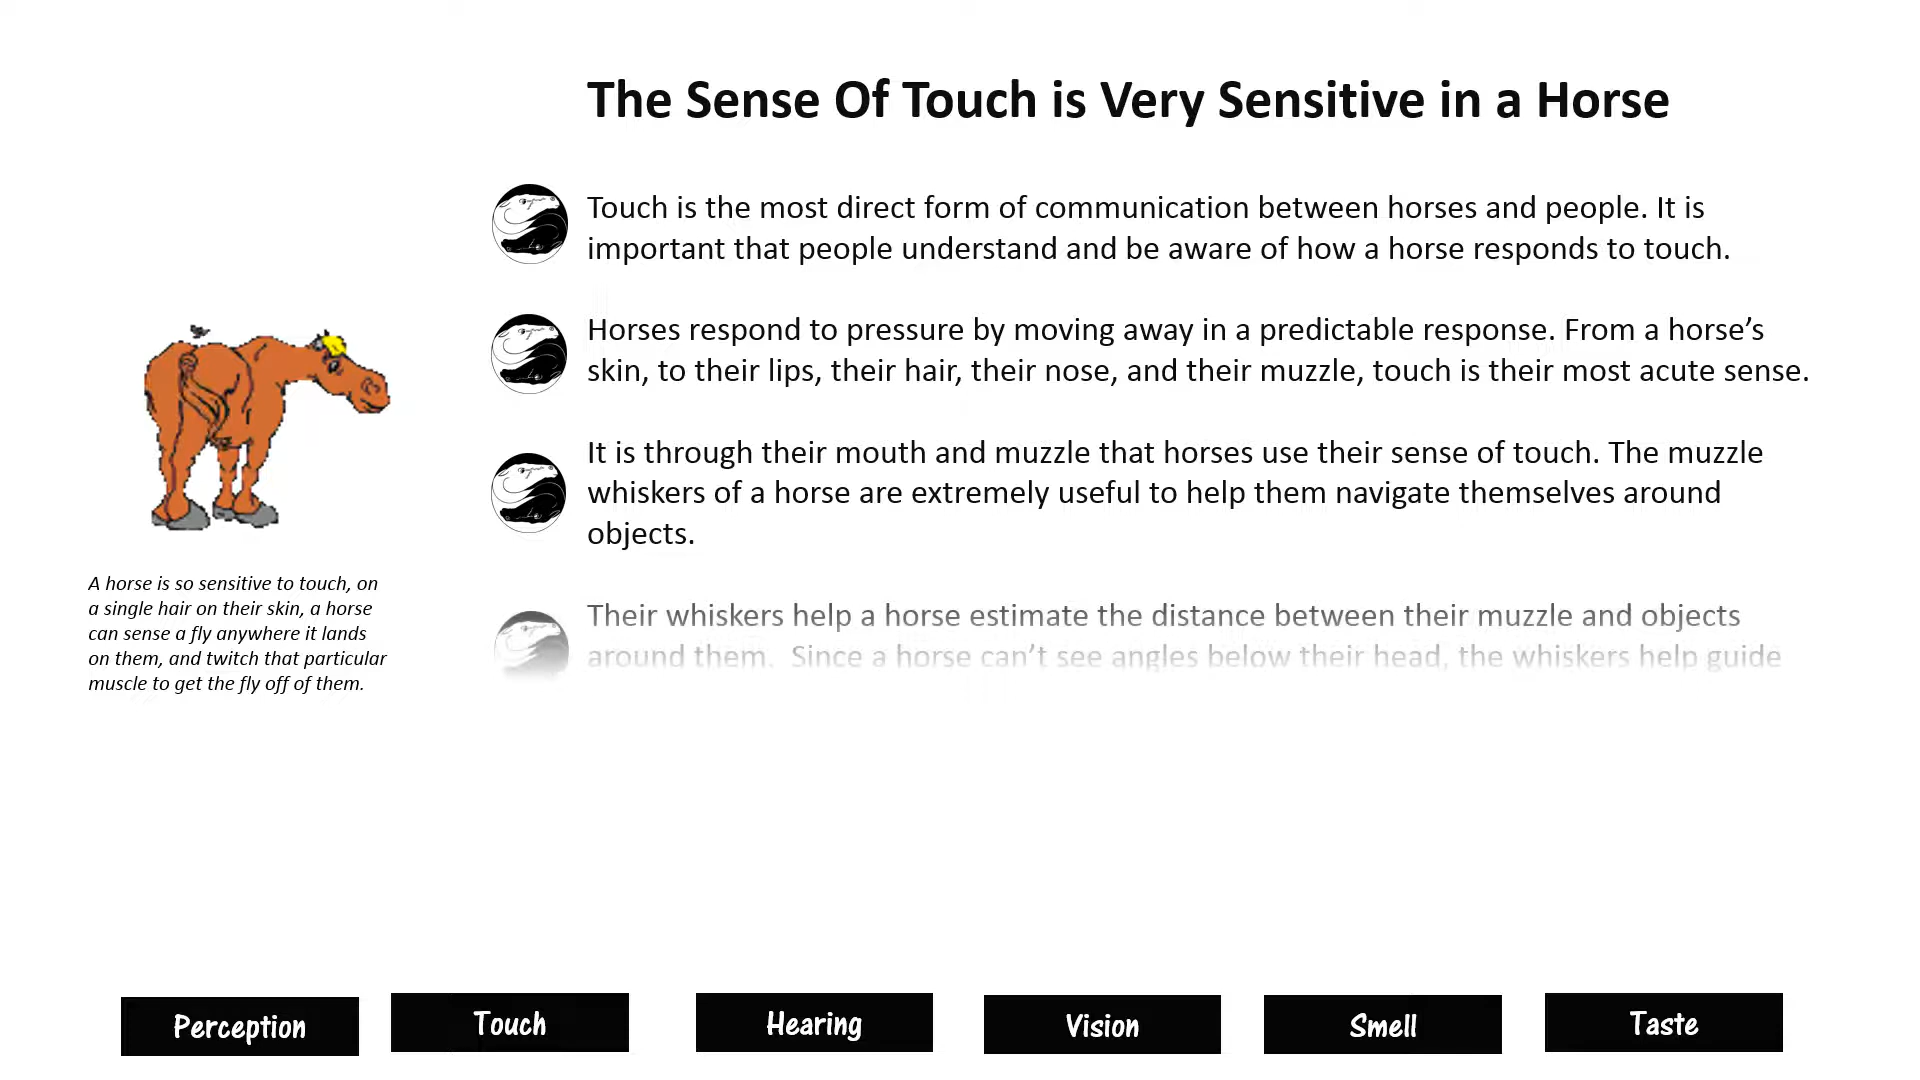 The Sense Of Touch is Very Sensitive in a Horse
Touch is the most direct form of communication between horses and people. It is
important that people understand and be aware of how a horse responds to touch.
Horses respond to pressure by moving away in a predictable response. From a horse’s
skin, to their lips, their hair, their nose, and their muzzle, touch is their most acute sense.
It is through their mouth and muzzle that horses use their sense of touch. The muzzle
whiskers of a horse are extremely useful to help them navigate themselves around
objects.
Their whiskers help a horse estimate the distance between their muzzle and objects
around them.  Since a horse can’t see angles below their head, the whiskers help guide
A horse is so sensitive to touch, on
a single hair on their skin, a horse
can sense a fly anywhere it lands
on them, and twitch that particular
muscle to get the fly off of them.
Perception
Touch
Hearing
Vision
Smell
Taste